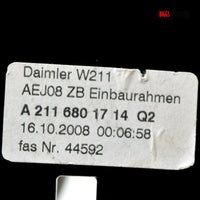 Daimler W211
AEJ08 ZB Einbaurahmen
A 211 680 17 14 Q2
16.10.2008 00:06:58
fas Nr. 44592